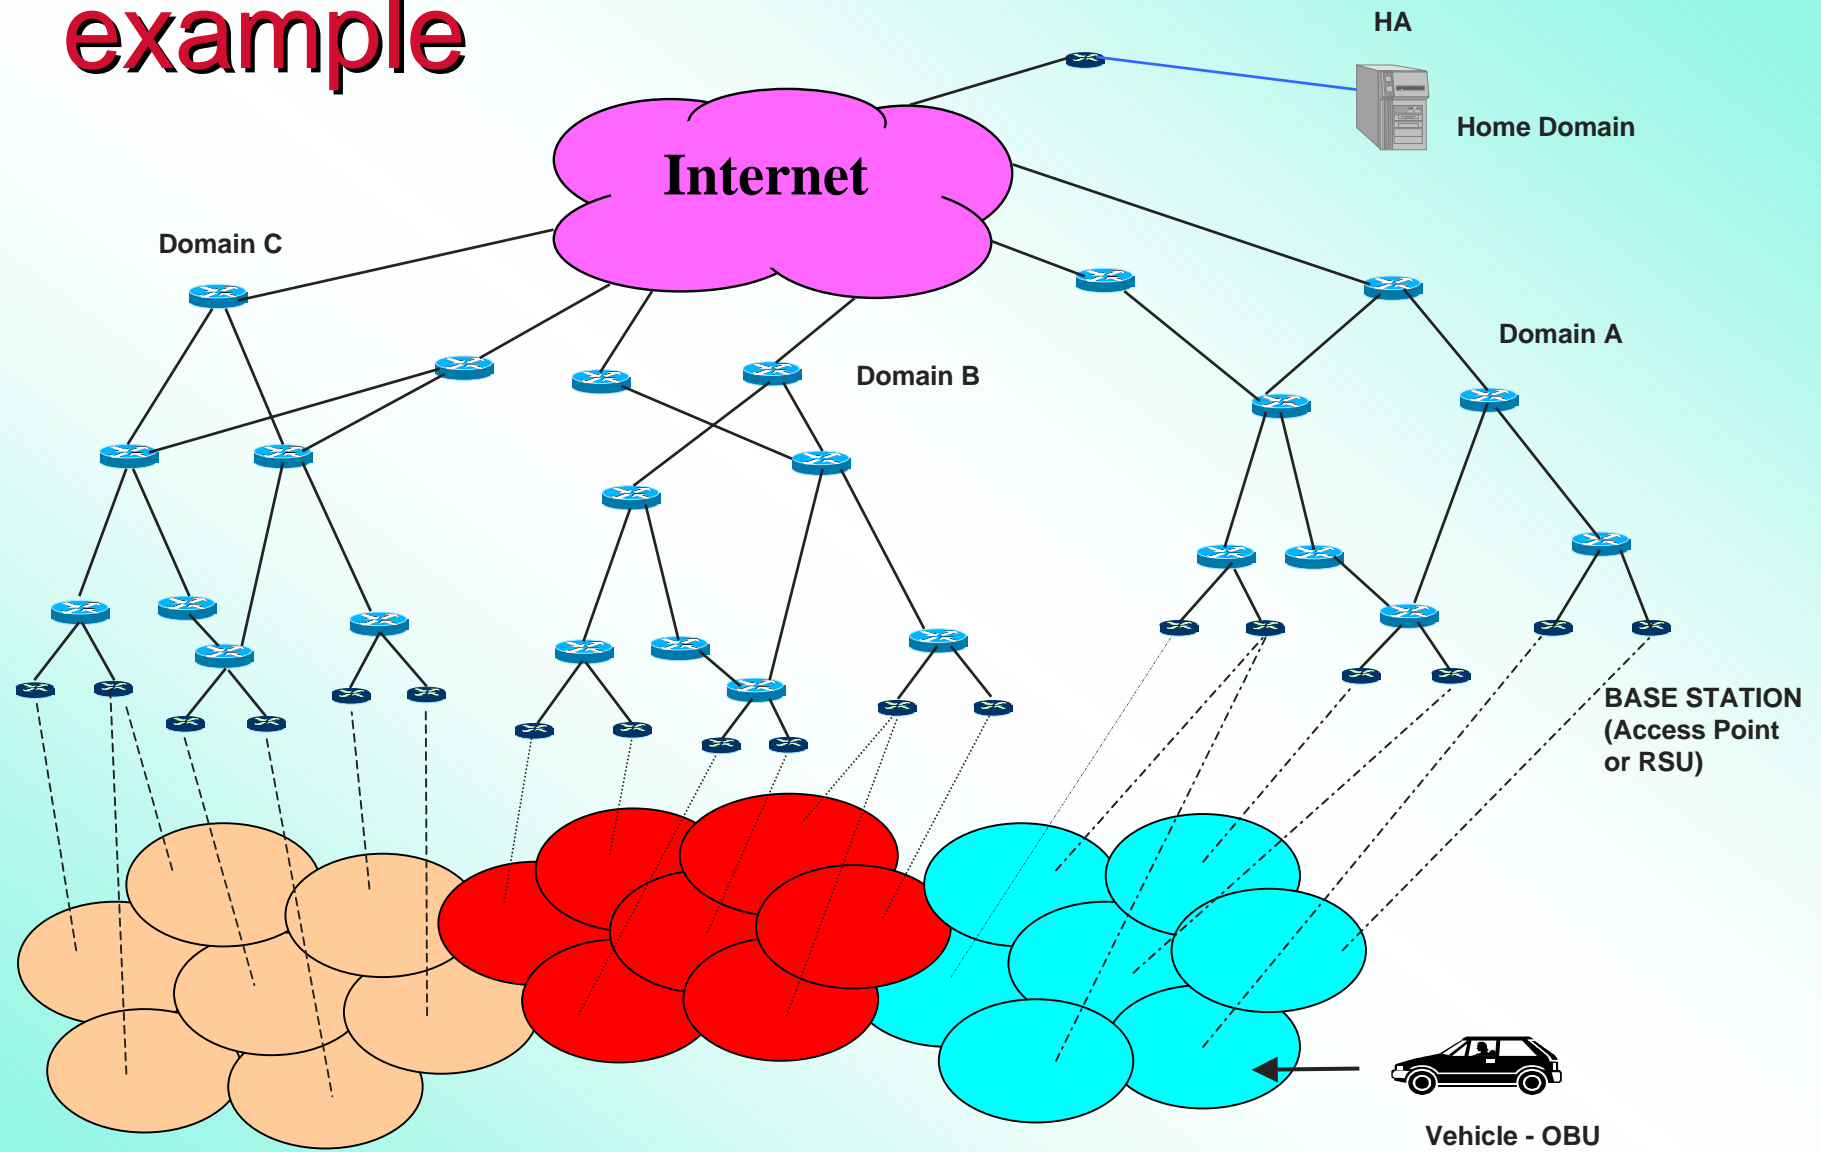 example
HA
Home Domain
Internet
Domain C
Domain A
Domain B
BASE STATION
(Access Point
or RSU)
Vehicle - OBU